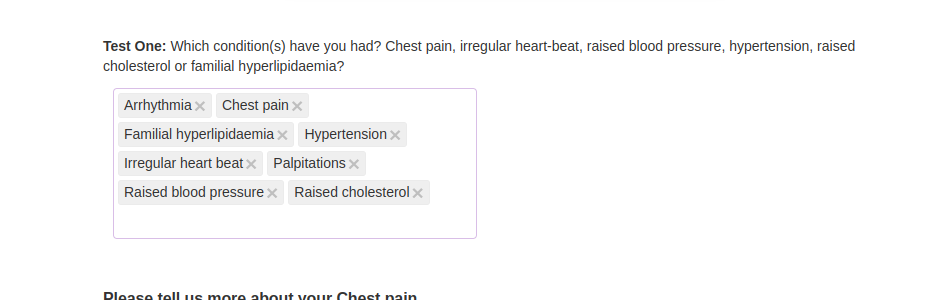 Test One: Which condition(s) have you had? Chest pain, irregular heart-beat, raised blood pressure, hypertension, raised
cholesterol or familial hyperlipidaemia?
Arrhythmia× Chest pain×
Familial hyperlipidaemia× Hypertension×
Irregular heart beat× Palpitations×
Raised blood pressure× Raised cholesterol×
Please tell us more about your Chest pain